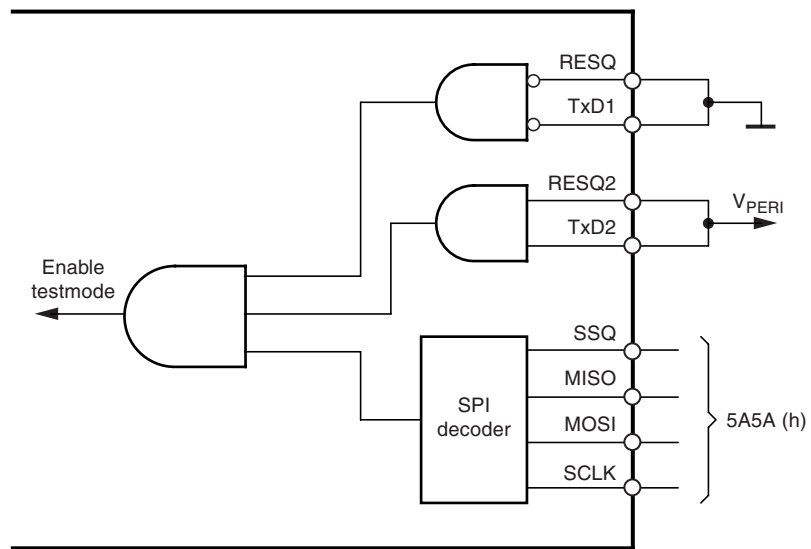 RESQ
TxD1
RESQ2
TxD2
V_PERI
Enable
testmode
SSQ
MISO
SPI
decoder
MOSI
SCLK
5A5A (h)